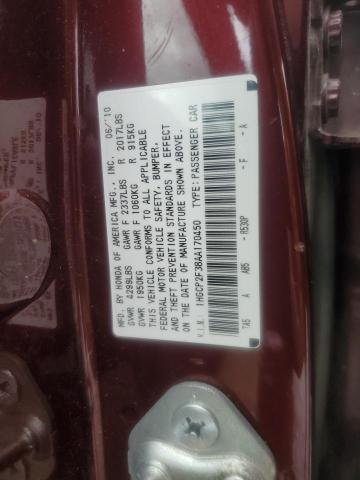 MFD. BY HONDA OF AMERICA MFG., INC. 06/10
GVWR 4299LBS GAWR F 2337LBS R 2017LBS
GVWR 1950KG GAWR F 1060KG R 915KG
THIS VEHICLE CONFORMS TO ALL APPLICABLE
FEDERAL MOTOR VEHICLE SAFETY, BUMPER,
AND THEFT PREVENTION STANDARDS IN EFFECT
ON THE DATE OF MANUFACTURE SHOWN ABOVE.
V.I.N.: 1HGCP2F38AA170450 TYPE: PASSENGER CAR
TA5 A AB5 - R530P - F - A